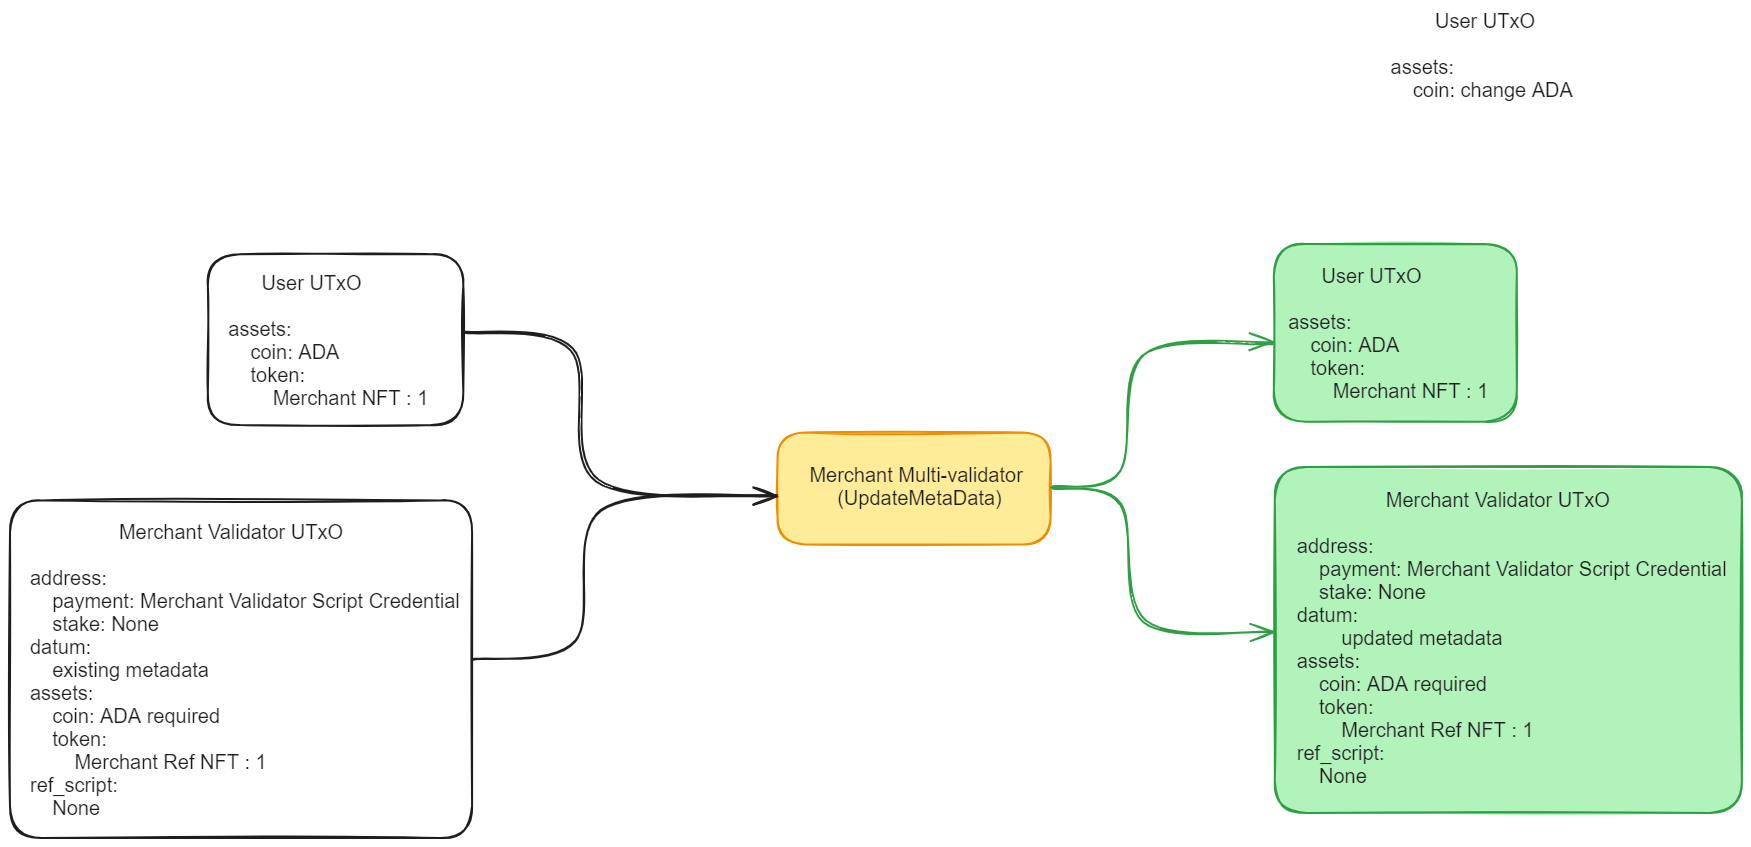 User UTxO
assets:
coin: change ADA
User UTxO
assets:
coin: ADA
token:
Merchant NFT : 1
Merchant Validator UTxO
address:
payment: Merchant Validator Script Credential
stake: None
datum:
existing metadata
assets:
coin: ADA required
token:
Merchant Ref NFT : 1
ref_script:
None
Merchant Multi-validator
(UpdateMetaData)
User UTxO
assets:
coin: ADA
token:
Merchant NFT : 1
Merchant Validator UTxO
address:
payment: Merchant Validator Script Credential
stake: None
datum:
updated metadata
assets:
coin: ADA required
token:
Merchant Ref NFT : 1
ref_script:
None